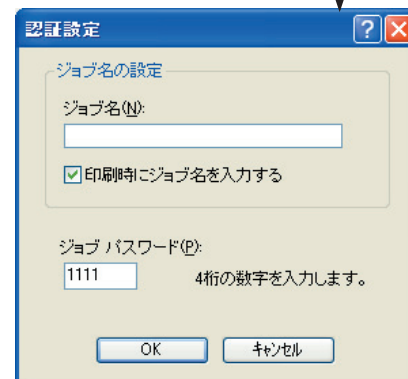 認証設定
ジョブ名の設定
ジョブ名(N):
印刷時にジョブ名を入力する
ジョブ パスワード(P):
1111 4桁の数字を入力します。
OK キャンセル